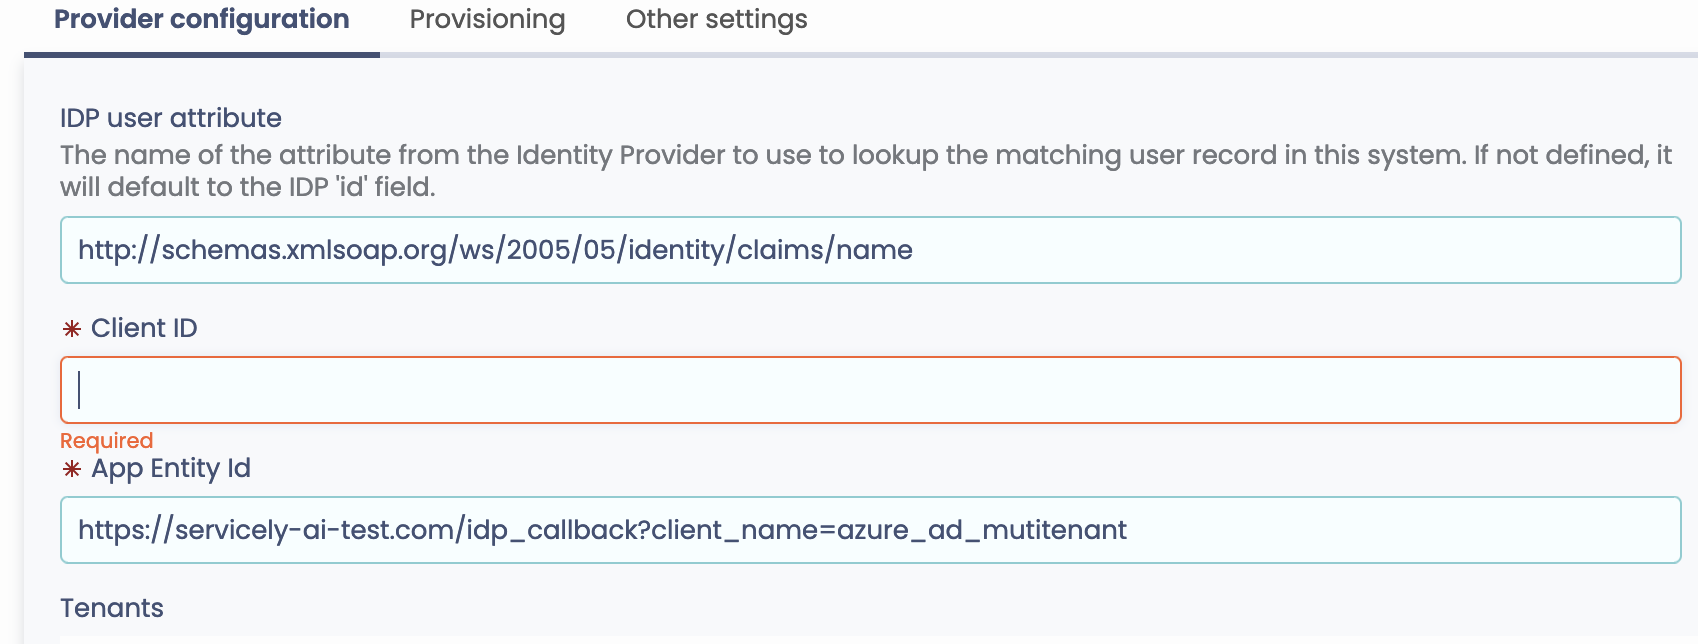 Provider configuration Provisioning Other settings
IDP user attribute
The name of the attribute from the Identity Provider to use to lookup the matching user record in this system. If not defined, it
will default to the IDP 'id' field.
http://schemas.xmlsoap.org/ws/2005/05/identity/claims/name
* Client ID
Required
* App Entity Id
https://servicely-ai-test.com/idp_callback?client_name=azure_ad_mutitenant
Tenants